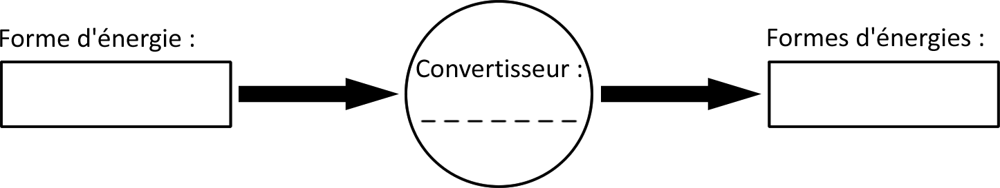 Forme d'énergie :
Convertisseur :
_ _ _ _ _ _ _
Formes d'énergies :